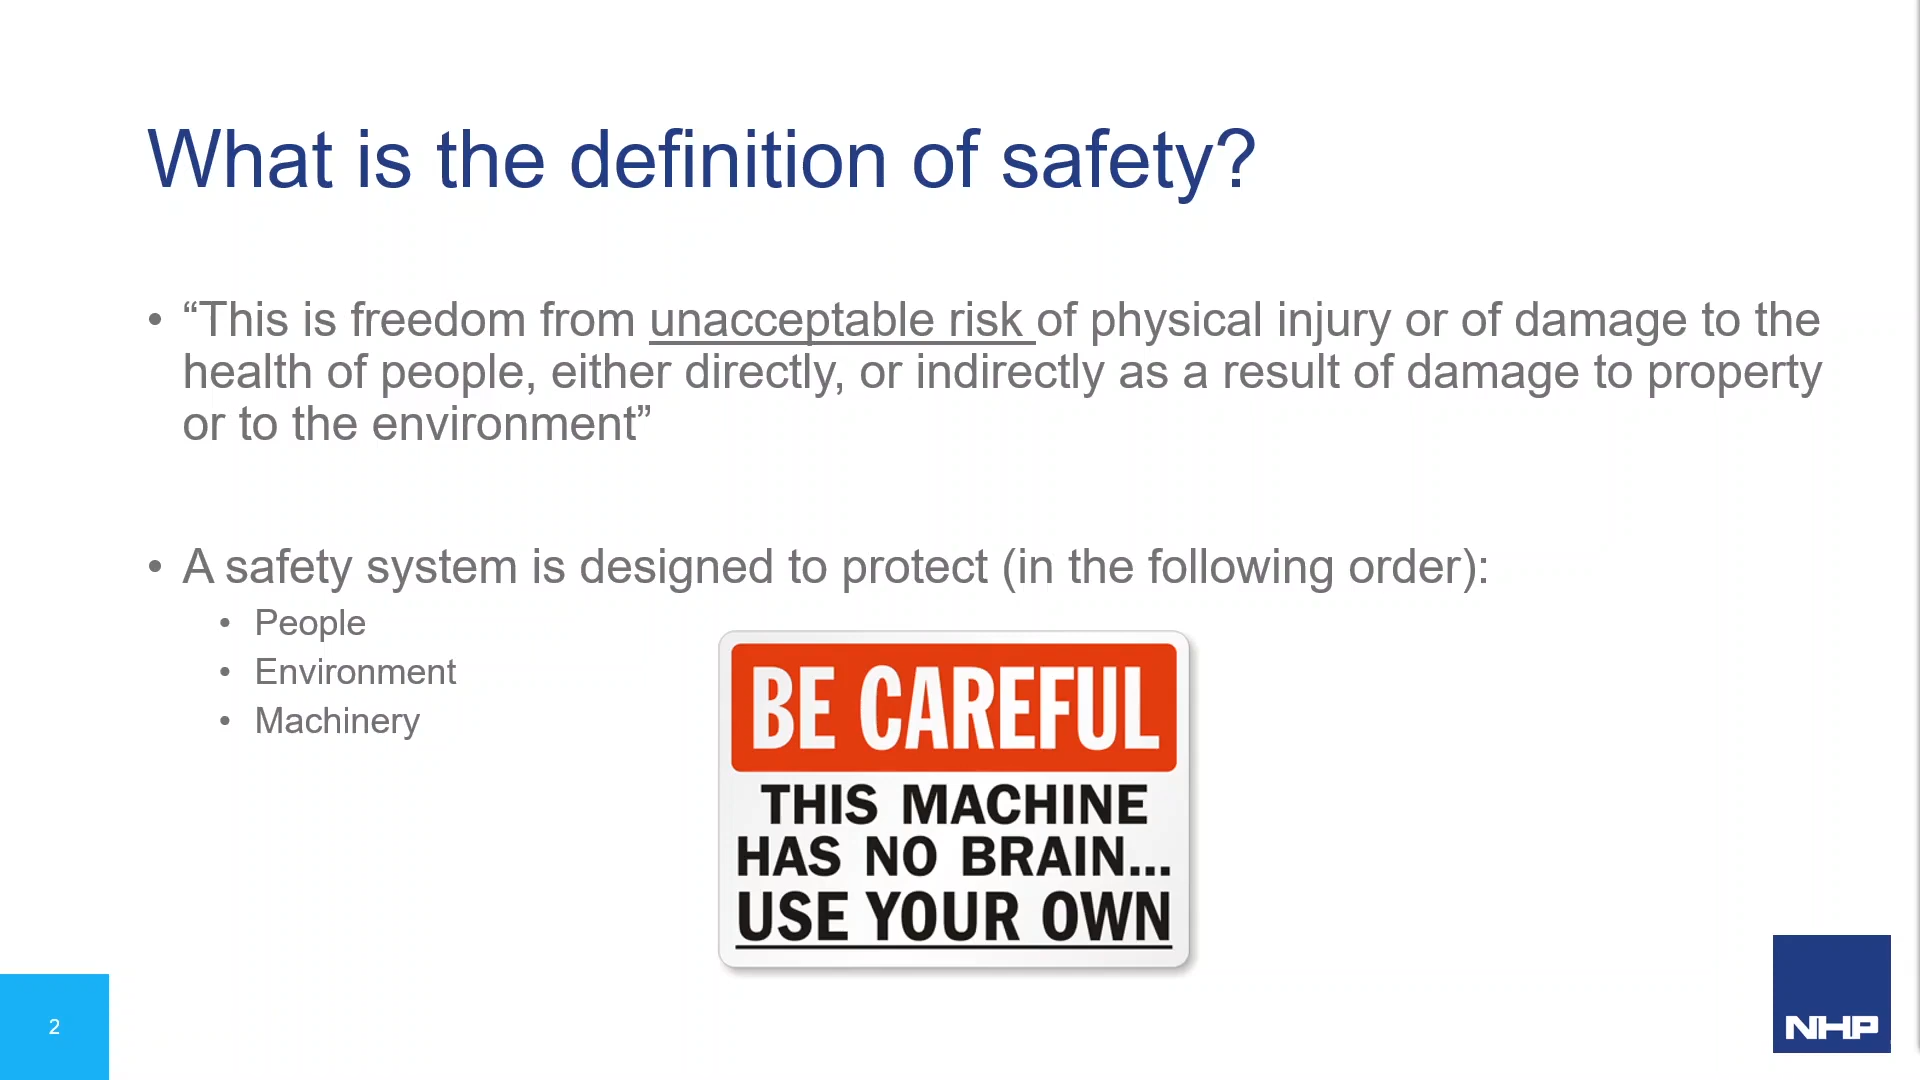 What is the definition of safety?
• “This is freedom from unacceptable risk of physical injury or of damage to the
health of people, either directly, or indirectly as a result of damage to property
or to the environment”
• A safety system is designed to protect (in the following order):
• People
• Environment
• Machinery
BE CAREFUL
THIS MACHINE
HAS NO BRAIN...
USE YOUR OWN
2
NHP